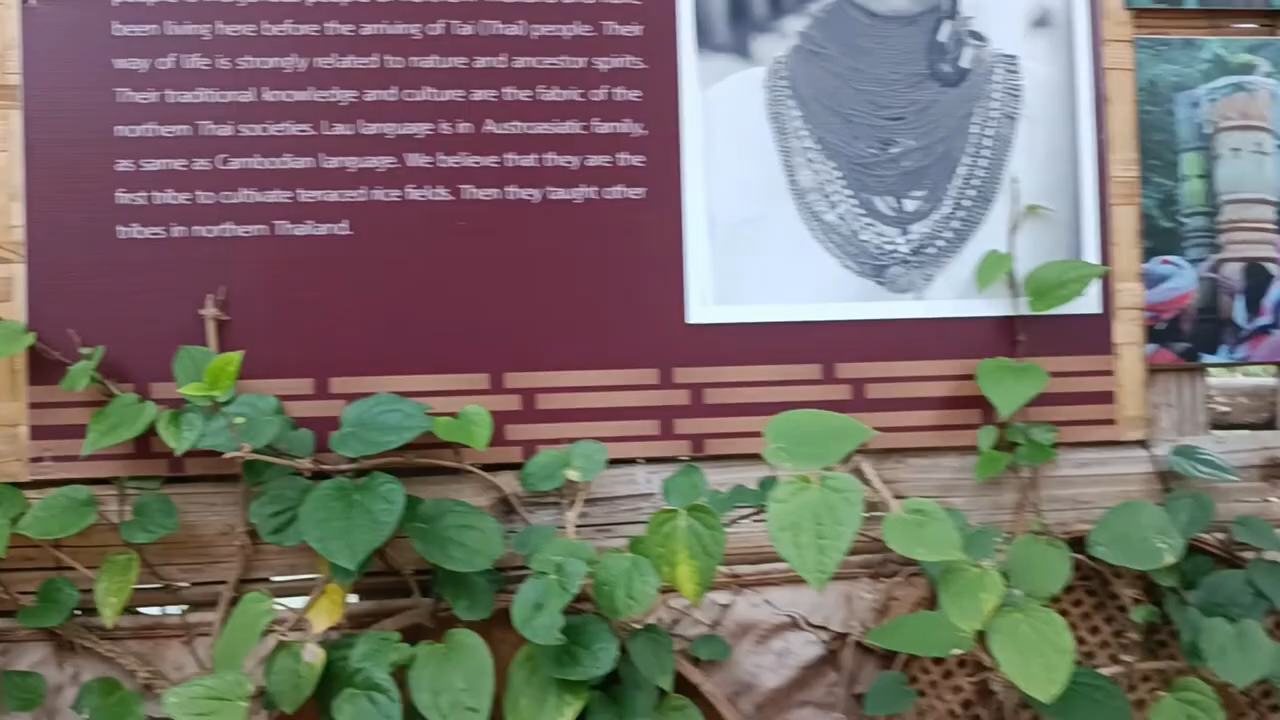 been living here before the arriving of Tai (Thai) people. Their
way of life is strongly related to nature and ancestor spirits.
Their traditional knowledge and culture are the fabric of the
northern Thai societies. Lau language is in Austroasiatic family,
as same as Cambodian language. We believe that they are the
first tribe to cultivate teraced rice fields. Then they taught other
tribes in northern Thailand.